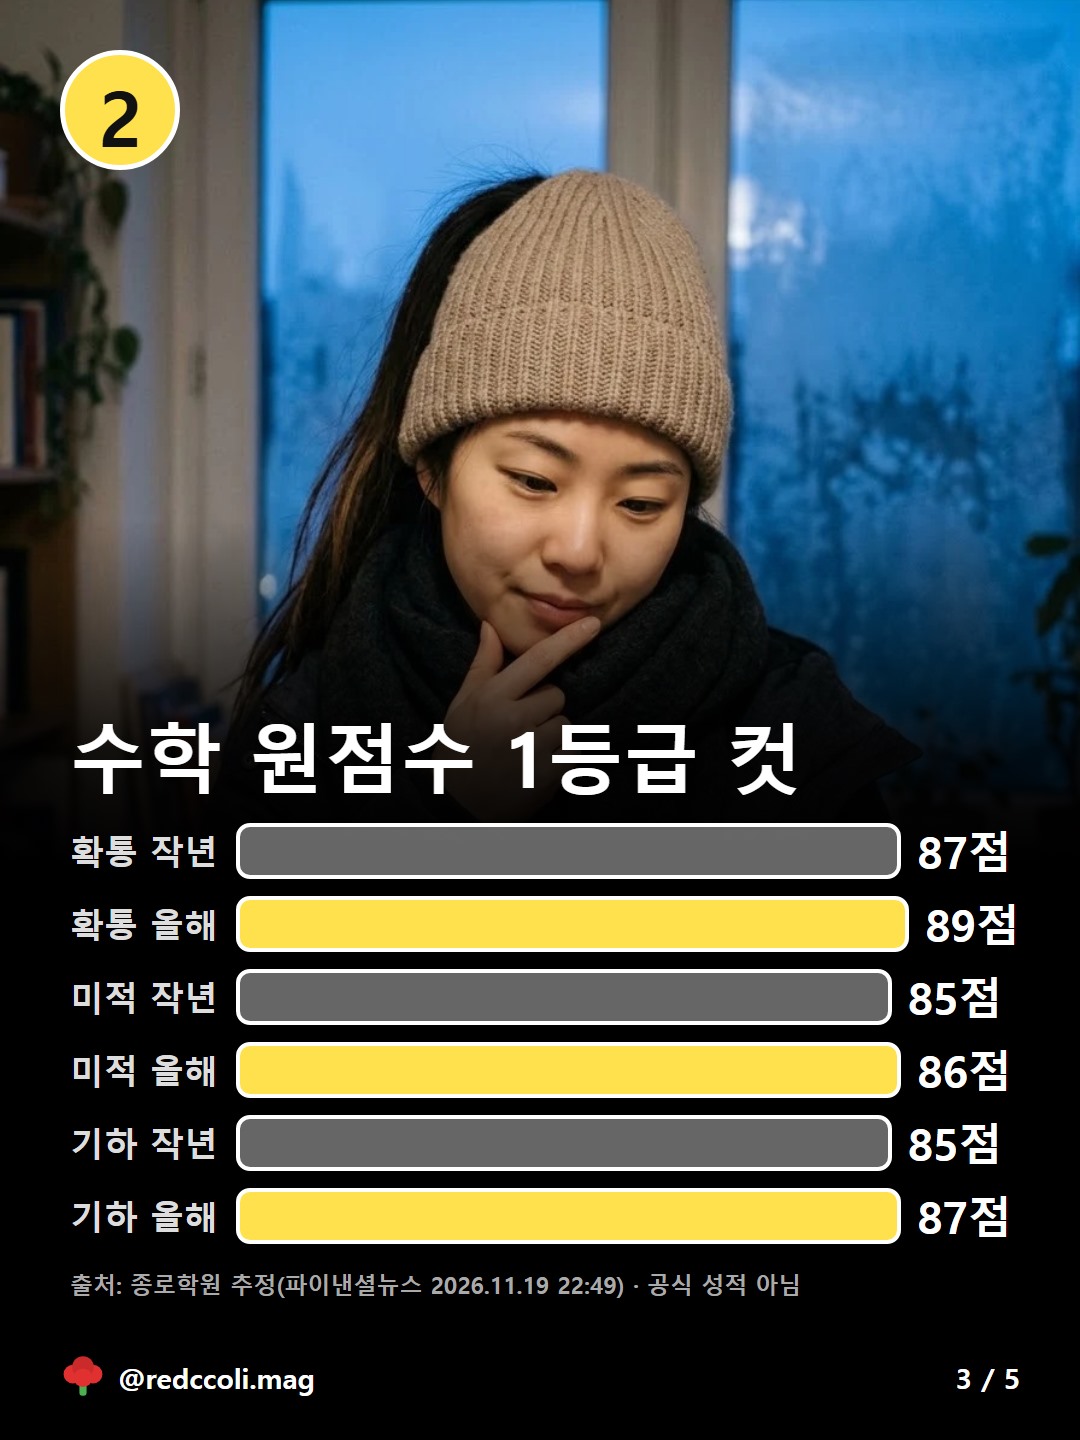 2
수학 원점수 1등급 컷
확통 작년 87점
확통 올해 89점
미적 작년 85점
미적 올해 86점
기하 작년 85점
기하 올해 87점
출처: 종로학원 추정(파이낸셜뉴스 2026.11.19 22:49) · 공식 성적 아님
@redccoli.mag
3 / 5